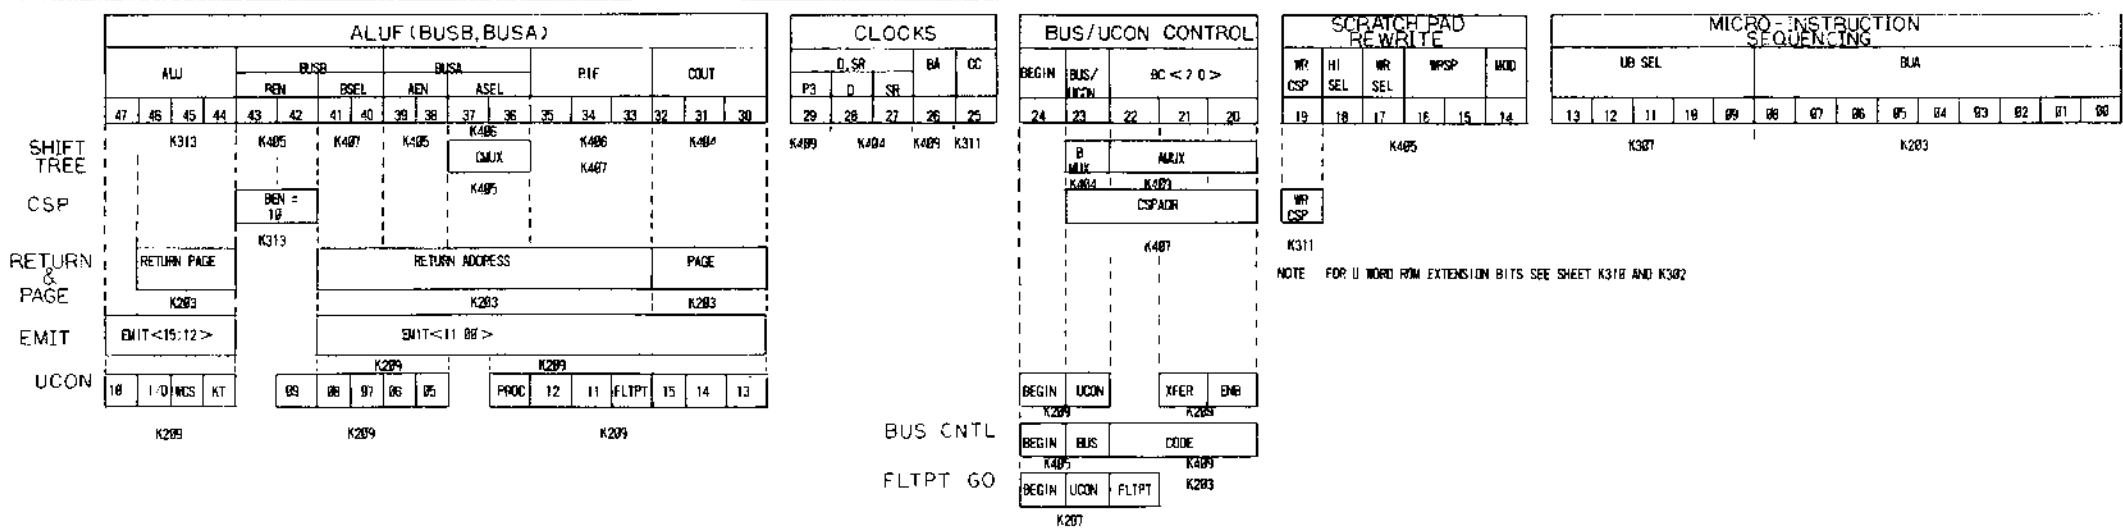 ALUF (BUSB, BUSA)
CLOCKS
BUS/UCON CONTROL
SCRATCH PAD
REWRITE
MICRO-INSTRUCTION
SEQUENCING
ALU
BUSB
BUSA
COUT
D, SR
BA
CC
BEGIN
BUS/
UCON
BC <2 0>
WR
CSP
HI
SEL
WR
SEL
MOD
UB SEL
BUA
BSEL
AEN
ASEL
P3
D
SR
47 46 45 44 43 42 41 40 39 38 37 36 35 34 33 32 31 30
29 28 27 26 25
24 23 22 21 20
19 18 17 16 15 14
13 12 11 10 09 08 07 06 05 04 03 02 01 00
SHIFT
TREE
K313 K405 K407 K405 K406 K406 K404
K409 K404 K409 K311
K405 K307 K203
K407
K405
B
MUX
AMUX
K404 K403
CSP
BEN =
10
K313
CSPADR
K407
WR
CSP
K311
RETURN
&
PAGE
RETURN PAGE
RETURN ADDRESS
PAGE
K203 K203 K203
NOTE FOR U WORD ROM EXTENSION BITS SEE SHEET K310 AND K302
EMIT
EMIT<15:12>
EMIT<11 00>
K209 K209
UCON
10 I/D WCS KT 09 08 07 06 05 PROC 12 11 FLTPT 15 14 13
K209 K209 K209
BEGIN UCON XFER ENB
K209 K209
BUS CNTL
BEGIN BUS CODE
K405 K409
FLTPT GO
BEGIN UCON FLTPT
K203
K207